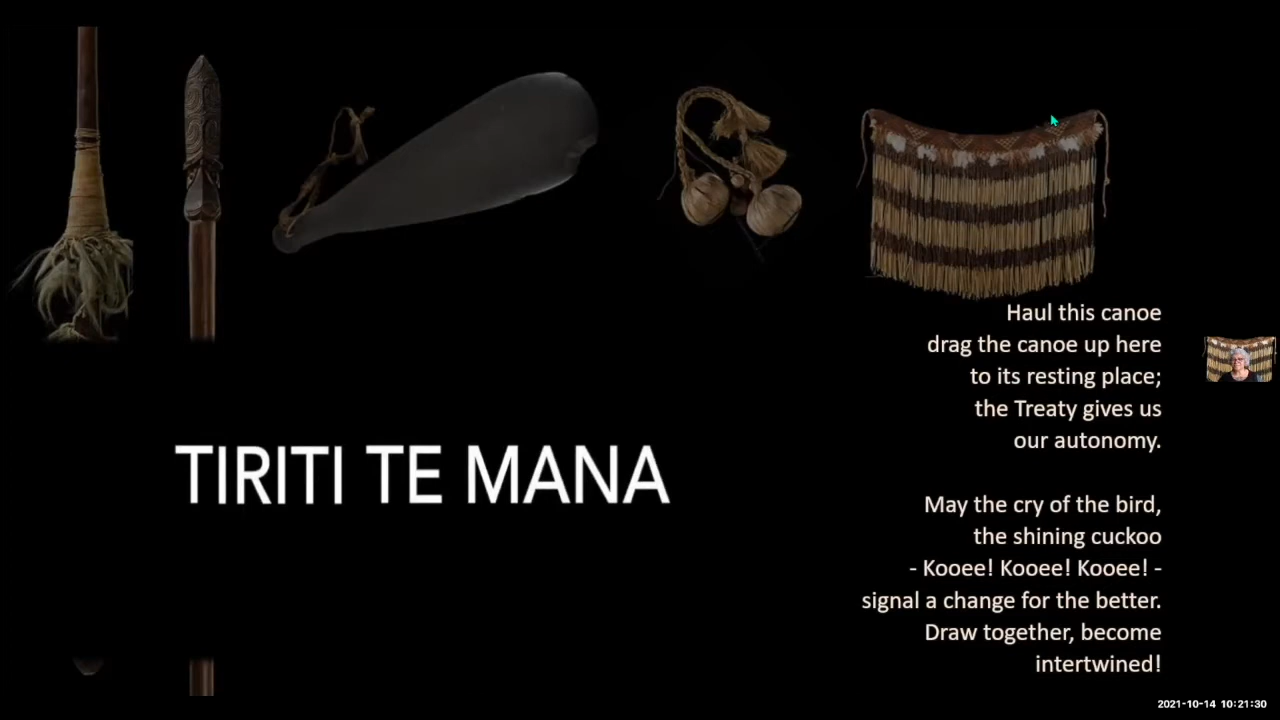 Haul this canoe
drag the canoe up here
to its resting place;
the Treaty gives us
our autonomy.
TIRITI TE MANA
May the cry of the bird,
the shining cuckoo
- Kooee! Kooee! Kooee! -
signal a change for the better.
Draw together, become
intertwined!
2021-10-14 10:21:30